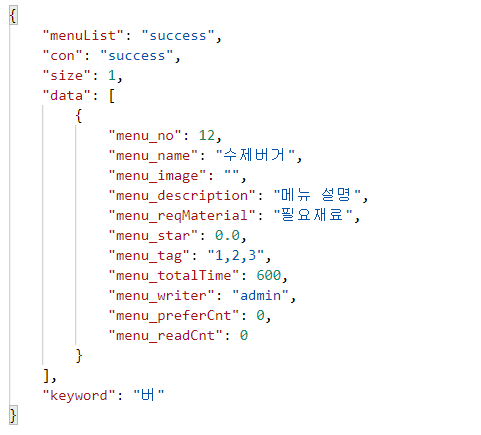 {
"menuList": "success",
"con": "success",
"size": 1,
"data": [
{
"menu_no": 12,
"menu_name": "수제버거",
"menu_image": "",
"menu_description": "메뉴 설명",
"menu_reqMaterial": "필요재료",
"menu_star": 0.0,
"menu_tag": "1,2,3",
"menu_totalTime": 600,
"menu_writer": "admin",
"menu_preferCnt": 0,
"menu_readCnt": 0
}
],
"keyword": "버"
}